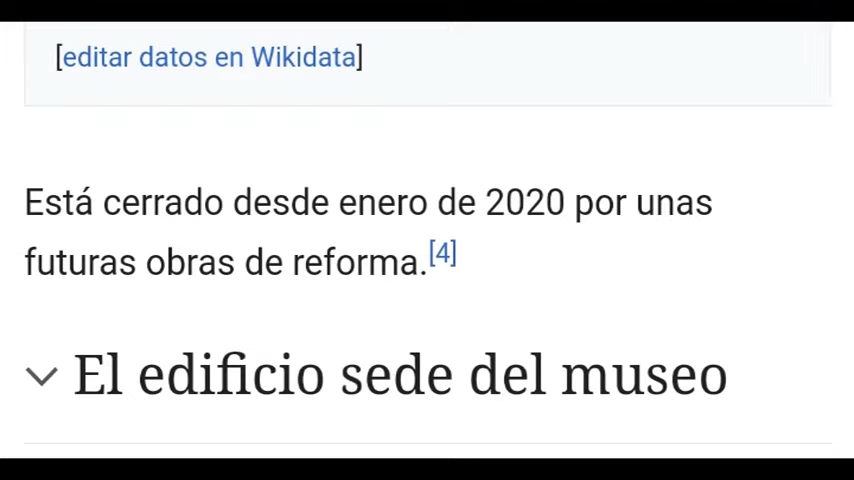 [editar datos en Wikidata]
Está cerrado desde enero de 2020 por unas
futuras obras de reforma.[4]
El edificio sede del museo